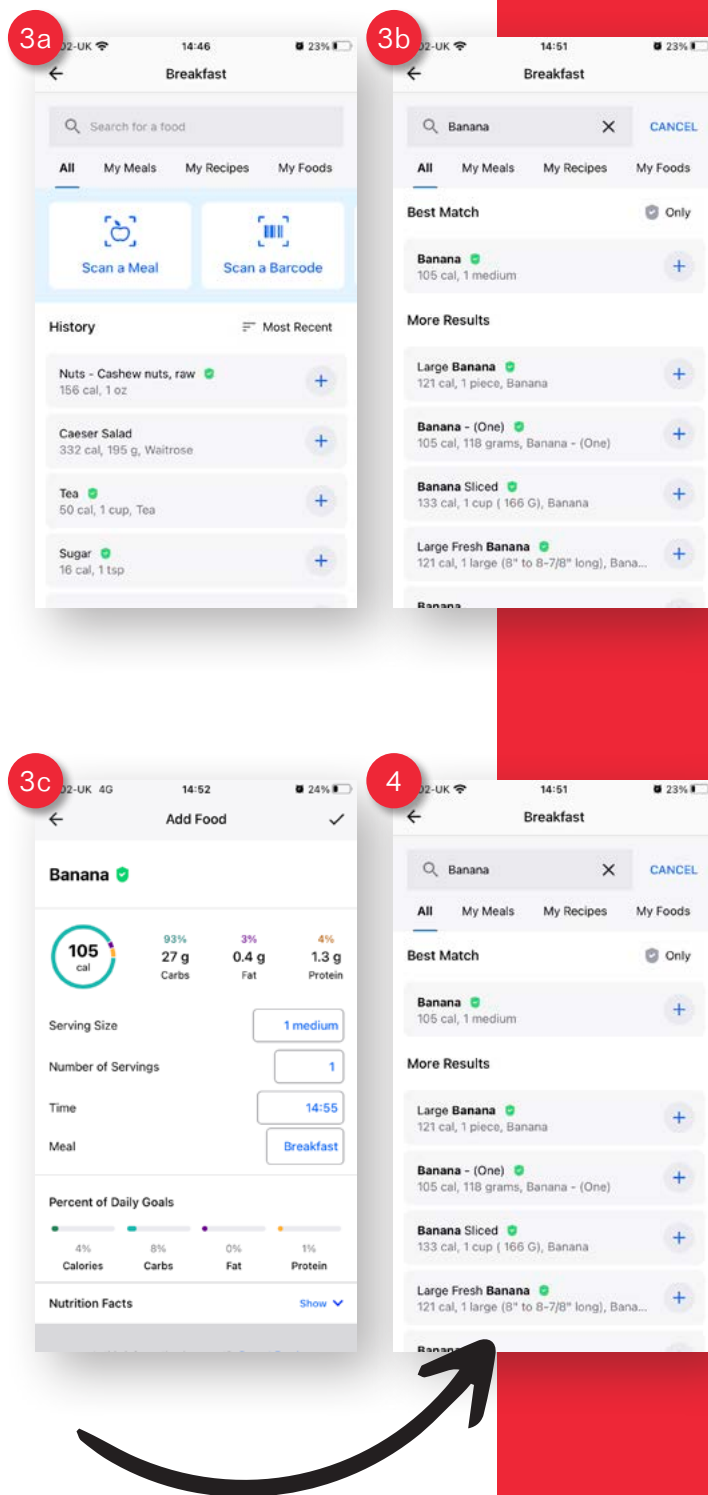 3a
02-UK 14:46 23%
Breakfast
Search for a food
All My Meals My Recipes My Foods
Scan a Meal Scan a Barcode
History Most Recent
Nuts - Cashew nuts, raw
156 cal, 1 oz
Caeser Salad
332 cal, 195 g, Waitrose
Tea
50 cal, 1 cup, Tea
Sugar
16 cal, 1 tsp
3b
02-UK 14:51 23%
Breakfast
Banana CANCEL
All My Meals My Recipes My Foods
Best Match Only
Banana
105 cal, 1 medium
More Results
Large Banana
121 cal, 1 piece, Banana
Banana - (One)
105 cal, 118 grams, Banana - (One)
Banana Sliced
133 cal, 1 cup ( 166 G), Banana
Large Fresh Banana
121 cal, 1 large (8" to 8-7/8" long), Bana...
Banana
3c
02-UK 4G 14:52 24%
Add Food
Banana
105 93% 3% 4%
cal 27 g 0.4 g 1.3 g
Carbs Fat Protein
Serving Size 1 medium
Number of Servings 1
Time 14:55
Meal Breakfast
Percent of Daily Goals
4% 8% 0% 1%
Calories Carbs Fat Protein
Nutrition Facts Show
4
02-UK 14:51 23%
Breakfast
Banana CANCEL
All My Meals My Recipes My Foods
Best Match Only
Banana
105 cal, 1 medium
More Results
Large Banana
121 cal, 1 piece, Banana
Banana - (One)
105 cal, 118 grams, Banana - (One)
Banana Sliced
133 cal, 1 cup ( 166 G), Banana
Large Fresh Banana
121 cal, 1 large (8" to 8-7/8" long), Bana...
Banana